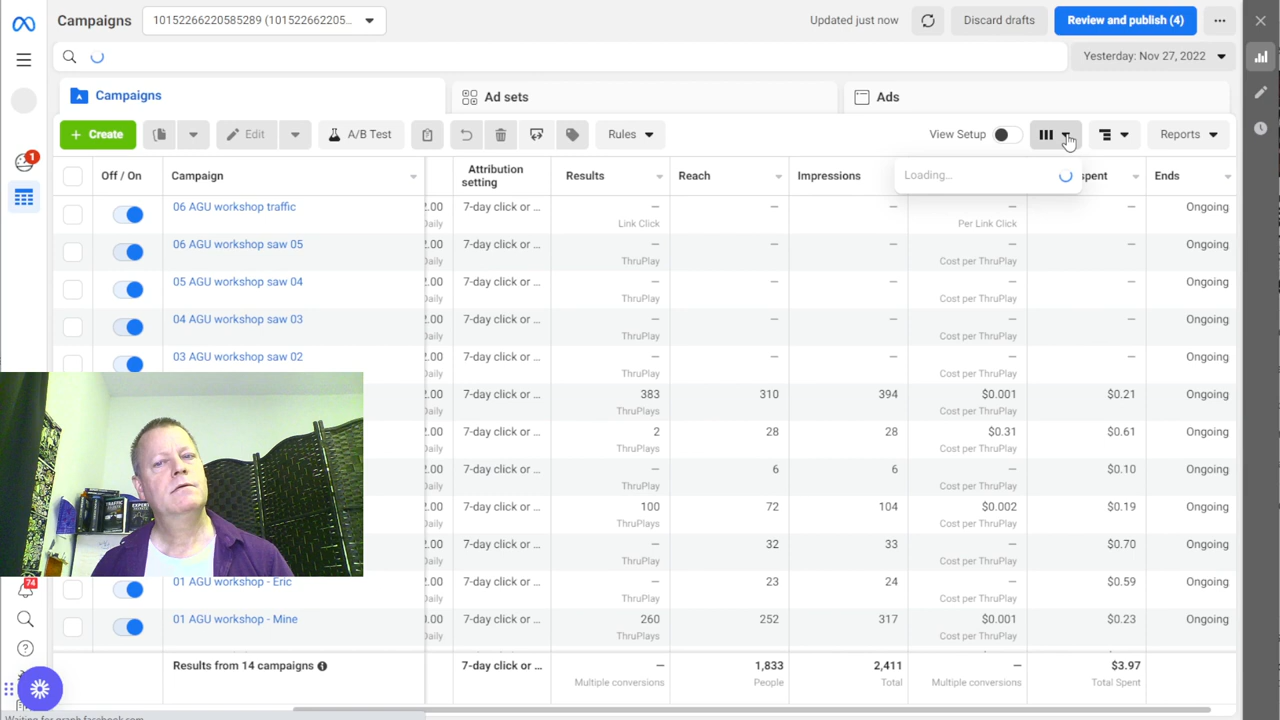 Campaigns
10152266220585289 (101522662205...
Updated just now
Discard drafts
Review and publish (4)
Yesterday: Nov 27, 2022
Campaigns
Ad sets
Ads
+ Create
Edit
A/B Test
Rules
View Setup
Reports
Off / On
Campaign
Attribution setting
Results
Reach
Impressions
Loading...
spent
Ends
06 AGU workshop traffic
2.00
Daily
7-day click or ...
—
Link Click
—
—
—
Per Link Click
—
Ongoing
06 AGU workshop saw 05
2.00
Daily
7-day click or ...
—
ThruPlay
—
—
—
Cost per ThruPlay
—
Ongoing
05 AGU workshop saw 04
2.00
Daily
7-day click or ...
—
ThruPlay
—
—
—
Cost per ThruPlay
—
Ongoing
04 AGU workshop saw 03
2.00
Daily
7-day click or ...
—
ThruPlay
—
—
—
Cost per ThruPlay
—
Ongoing
03 AGU workshop saw 02
2.00
Daily
7-day click or ...
—
ThruPlay
—
—
—
Cost per ThruPlay
—
Ongoing
2.00
Daily
7-day click or ...
383
ThruPlays
310
394
$0.001
Cost per ThruPlay
$0.21
Ongoing
2.00
Daily
7-day click or ...
2
ThruPlays
28
28
$0.31
Cost per ThruPlay
$0.61
Ongoing
2.00
Daily
7-day click or ...
—
ThruPlay
6
6
—
Cost per ThruPlay
$0.10
Ongoing
2.00
Daily
7-day click or ...
100
ThruPlays
72
104
$0.002
Cost per ThruPlay
$0.19
Ongoing
2.00
Daily
7-day click or ...
—
ThruPlay
32
33
—
Cost per ThruPlay
$0.70
Ongoing
01 AGU workshop - Eric
2.00
Daily
7-day click or ...
—
ThruPlay
23
24
—
Cost per ThruPlay
$0.59
Ongoing
01 AGU workshop - Mine
0.00
Daily
7-day click or ...
260
ThruPlays
252
317
$0.001
Cost per ThruPlay
$0.23
Ongoing
Results from 14 campaigns
7-day click or ...
—
Multiple conversions
1,833
People
2,411
Total
—
Multiple conversions
$3.97
Total Spent
1
74